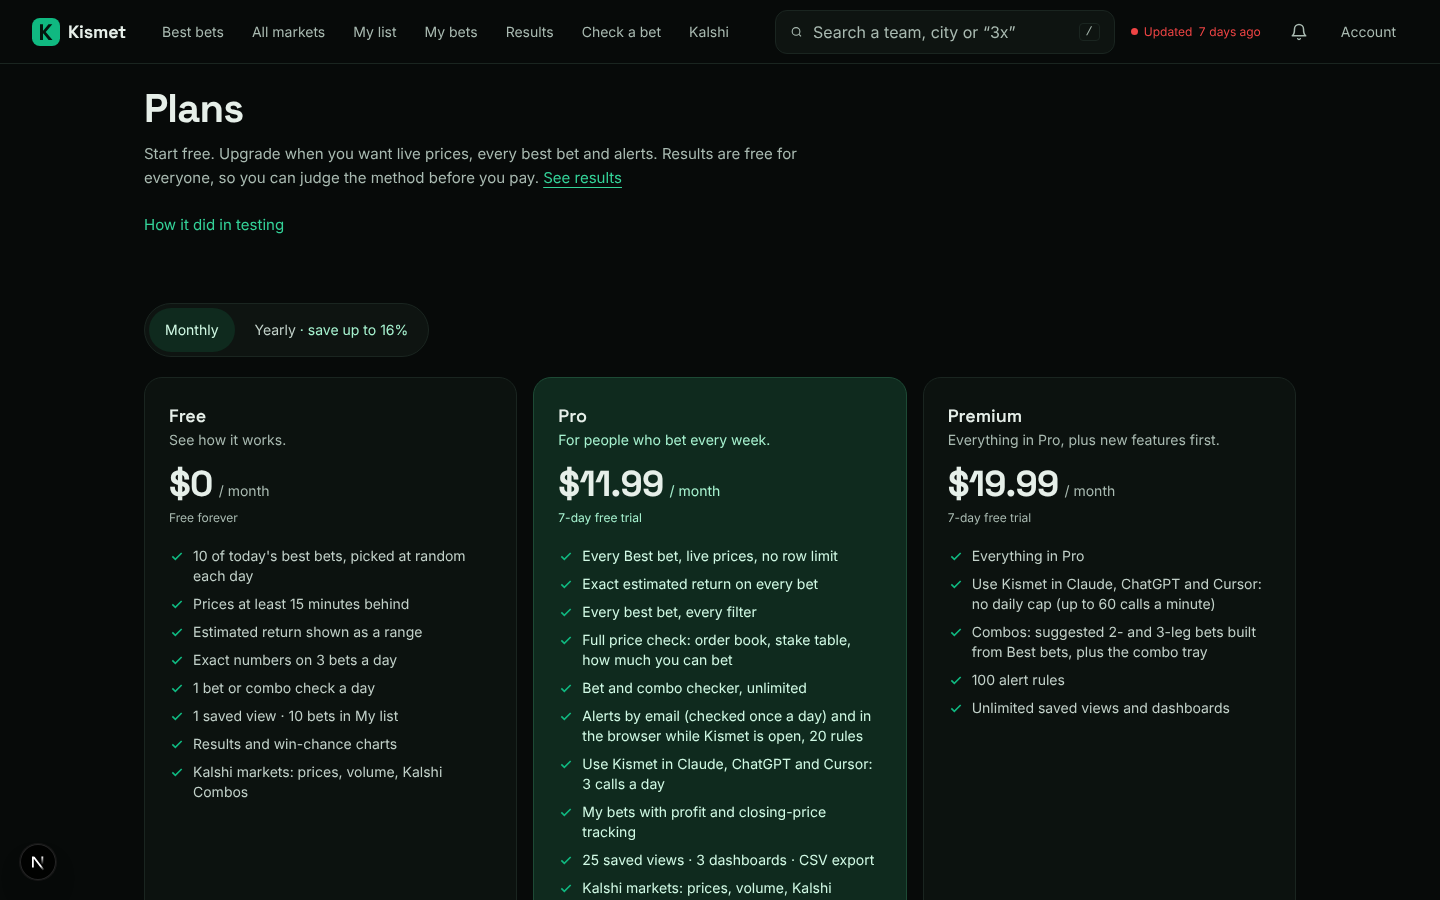 K Kismet
Best bets
All markets
My list
My bets
Results
Check a bet
Kalshi
Search a team, city or “3x”
/
Updated 7 days ago
Account
Plans
Start free. Upgrade when you want live prices, every best bet and alerts. Results are free for
everyone, so you can judge the method before you pay. See results
How it did in testing
Monthly
Yearly · save up to 16%
Free
See how it works.
$0 / month
Free forever
10 of today's best bets, picked at random
each day
Prices at least 15 minutes behind
Estimated return shown as a range
Exact numbers on 3 bets a day
1 bet or combo check a day
1 saved view · 10 bets in My list
Results and win-chance charts
Kalshi markets: prices, volume, Kalshi
Combos
Pro
For people who bet every week.
$11.99 / month
7-day free trial
Every Best bet, live prices, no row limit
Exact estimated return on every bet
Every best bet, every filter
Full price check: order book, stake table,
how much you can bet
Bet and combo checker, unlimited
Alerts by email (checked once a day) and in
the browser while Kismet is open, 20 rules
Use Kismet in Claude, ChatGPT and Cursor:
3 calls a day
My bets with profit and closing-price
tracking
25 saved views · 3 dashboards · CSV export
Kalshi markets: prices, volume, Kalshi
Premium
Everything in Pro, plus new features first.
$19.99 / month
7-day free trial
Everything in Pro
Use Kismet in Claude, ChatGPT and Cursor:
no daily cap (up to 60 calls a minute)
Combos: suggested 2- and 3-leg bets built
from Best bets, plus the combo tray
100 alert rules
Unlimited saved views and dashboards
N